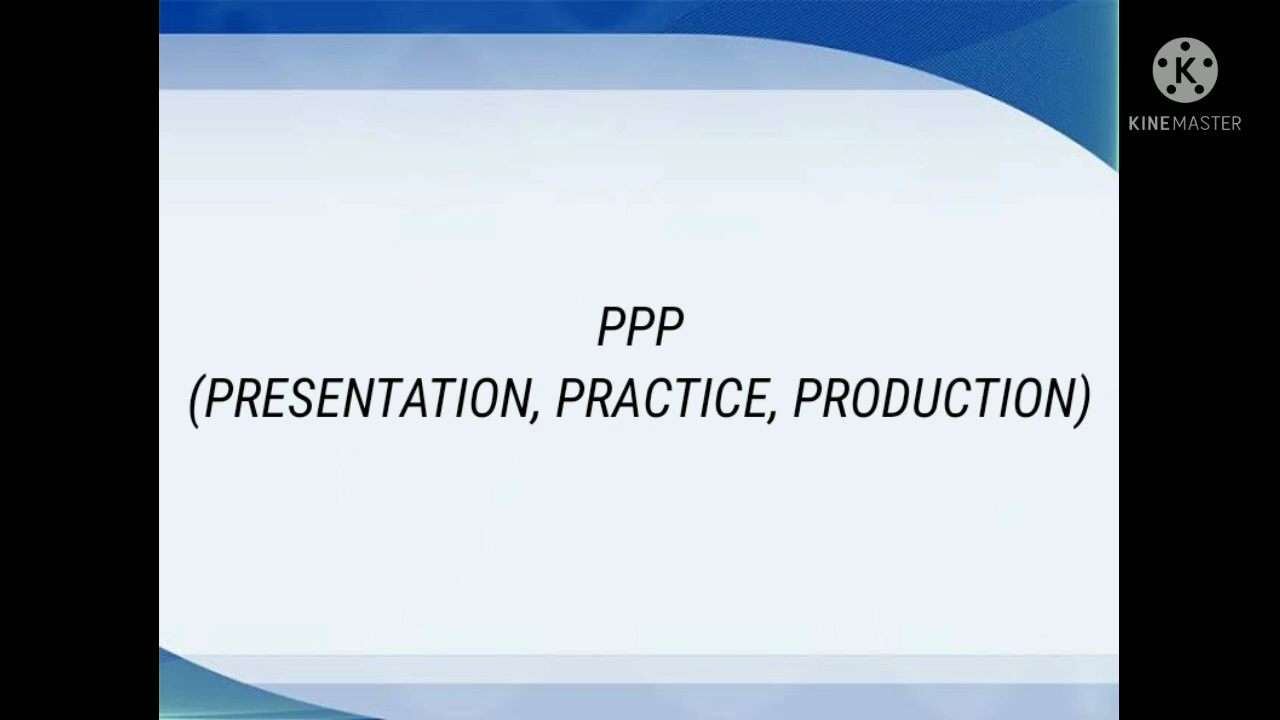 PPP
(PRESENTATION, PRACTICE, PRODUCTION)
K
KINEMASTER